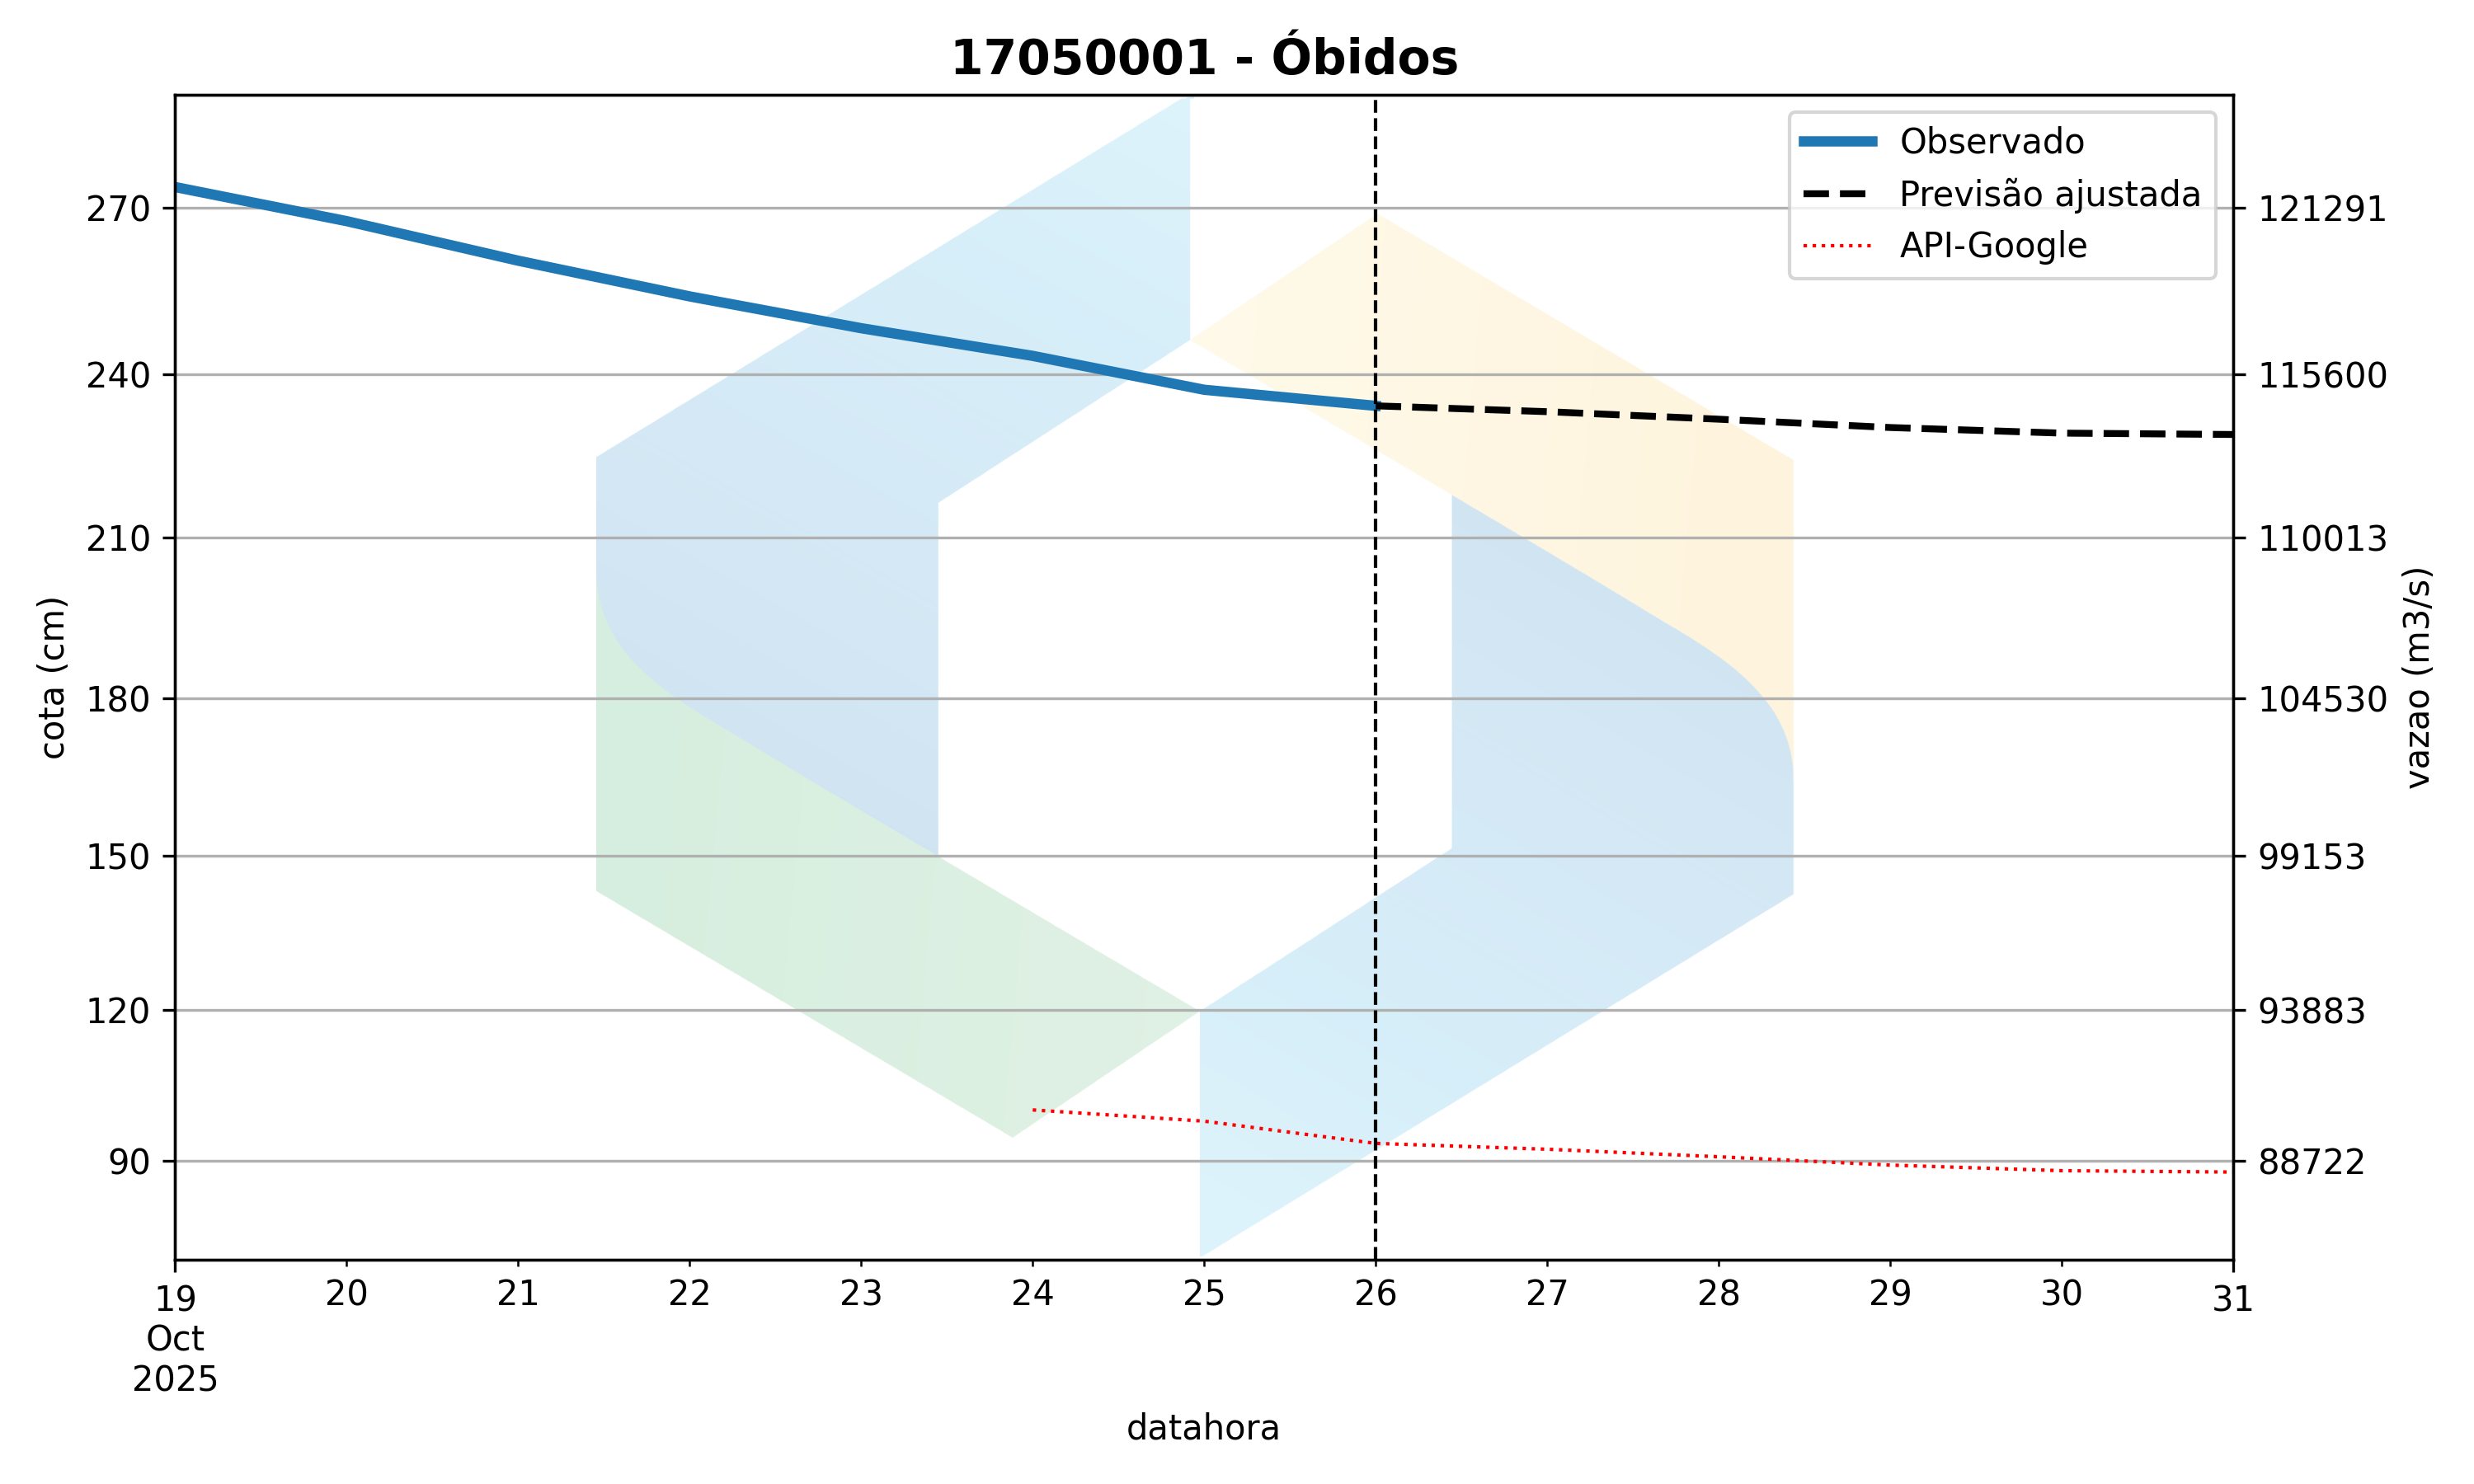 17050001 - Óbidos
Observado
Previsão ajustada
API-Google
270
240
210
180
150
120
90
cota (cm)
121291
115600
110013
104530
99153
93883
88722
vazao (m3/s)
19 20 21 22 23 24 25 26 27 28 29 30 31
Oct
2025
datahora